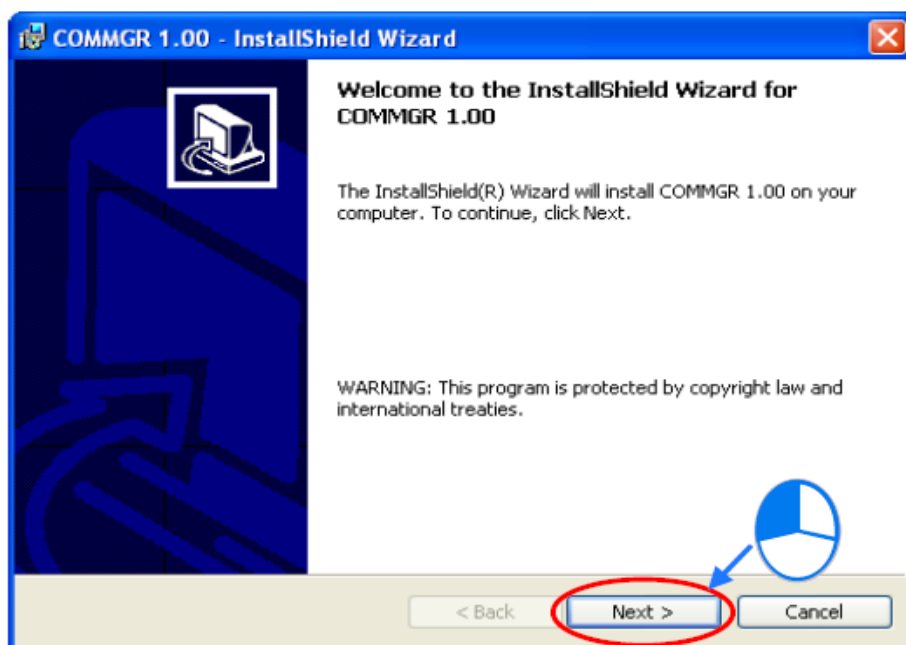 COMMGR 1.00 - InstallShield Wizard
Welcome to the InstallShield Wizard for
COMMGR 1.00
The InstallShield(R) Wizard will install COMMGR 1.00 on your
computer. To continue, click Next.
WARNING: This program is protected by copyright law and
international treaties.
< Back
Next >
Cancel